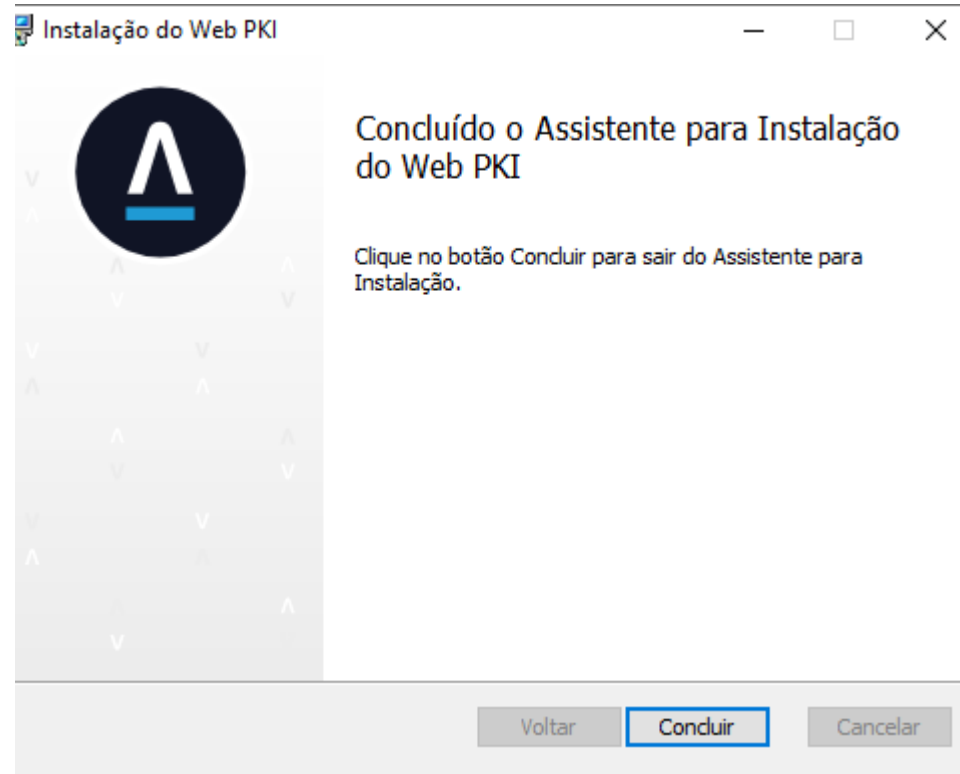 Instalação do Web PKI
Concluído o Assistente para Instalação
do Web PKI
Clique no botão Concluir para sair do Assistente para
Instalação.
Voltar
Concluir
Cancelar